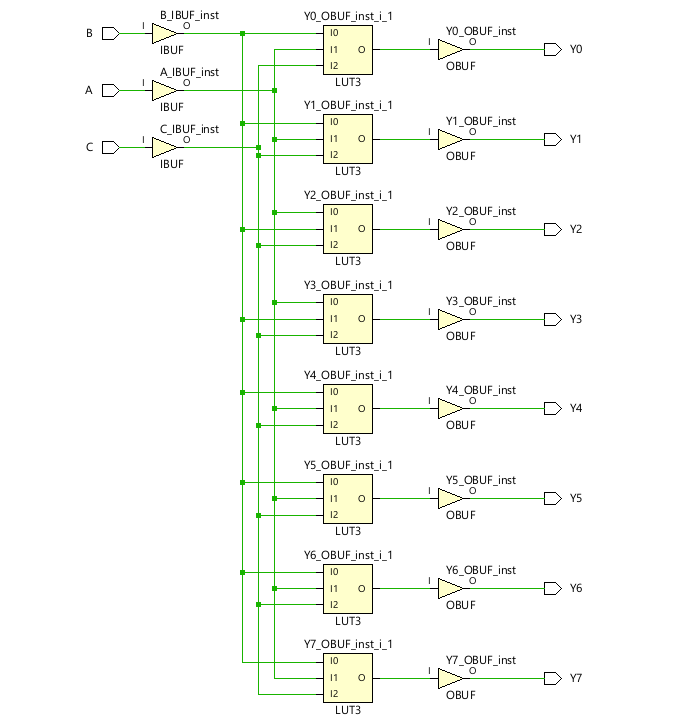 B
I
B_IBUF_inst
O
IBUF
A
I
A_IBUF_inst
O
IBUF
C
I
C_IBUF_inst
O
IBUF
Y0_OBUF_inst_i_1
I0
I1
I2
O
LUT3
Y0_OBUF_inst
I
O
OBUF
Y0
Y1_OBUF_inst_i_1
I0
I1
I2
O
LUT3
Y1_OBUF_inst
I
O
OBUF
Y1
Y2_OBUF_inst_i_1
I0
I1
I2
O
LUT3
Y2_OBUF_inst
I
O
OBUF
Y2
Y3_OBUF_inst_i_1
I0
I1
I2
O
LUT3
Y3_OBUF_inst
I
O
OBUF
Y3
Y4_OBUF_inst_i_1
I0
I1
I2
O
LUT3
Y4_OBUF_inst
I
O
OBUF
Y4
Y5_OBUF_inst_i_1
I0
I1
I2
O
LUT3
Y5_OBUF_inst
I
O
OBUF
Y5
Y6_OBUF_inst_i_1
I0
I1
I2
O
LUT3
Y6_OBUF_inst
I
O
OBUF
Y6
Y7_OBUF_inst_i_1
I0
I1
I2
O
LUT3
Y7_OBUF_inst
I
O
OBUF
Y7